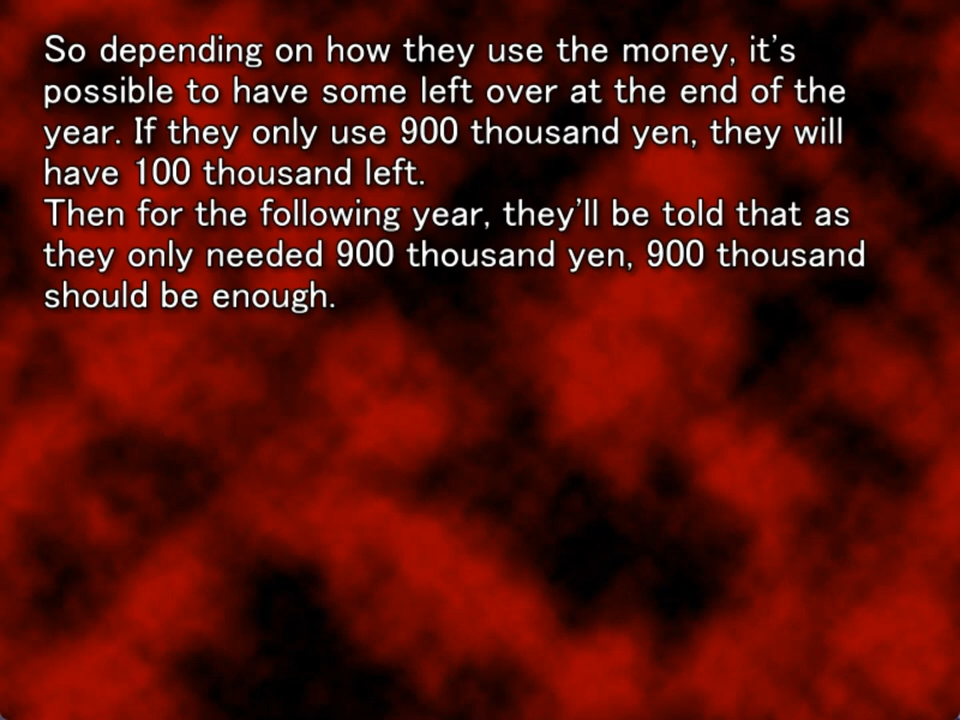 So depending on how they use the money, it's
possible to have some left over at the end of the
year. If they only use 900 thousand yen, they will
have 100 thousand left.
Then for the following year, they'll be told that as
they only needed 900 thousand yen, 900 thousand
should be enough.